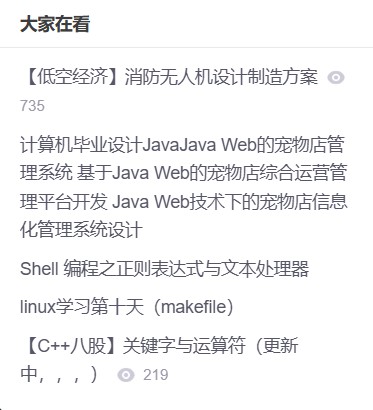 大家在看
【低空经济】消防无人机设计制造方案
735
计算机毕业设计JavaJava Web的宠物店管
理系统 基于Java Web的宠物店综合运营管
理平台开发 Java Web技术下的宠物店信息
化管理系统设计
Shell 编程之正则表达式与文本处理器
linux学习第十天（makefile）
【C++八股】关键字与运算符（更新
中，，，） 219